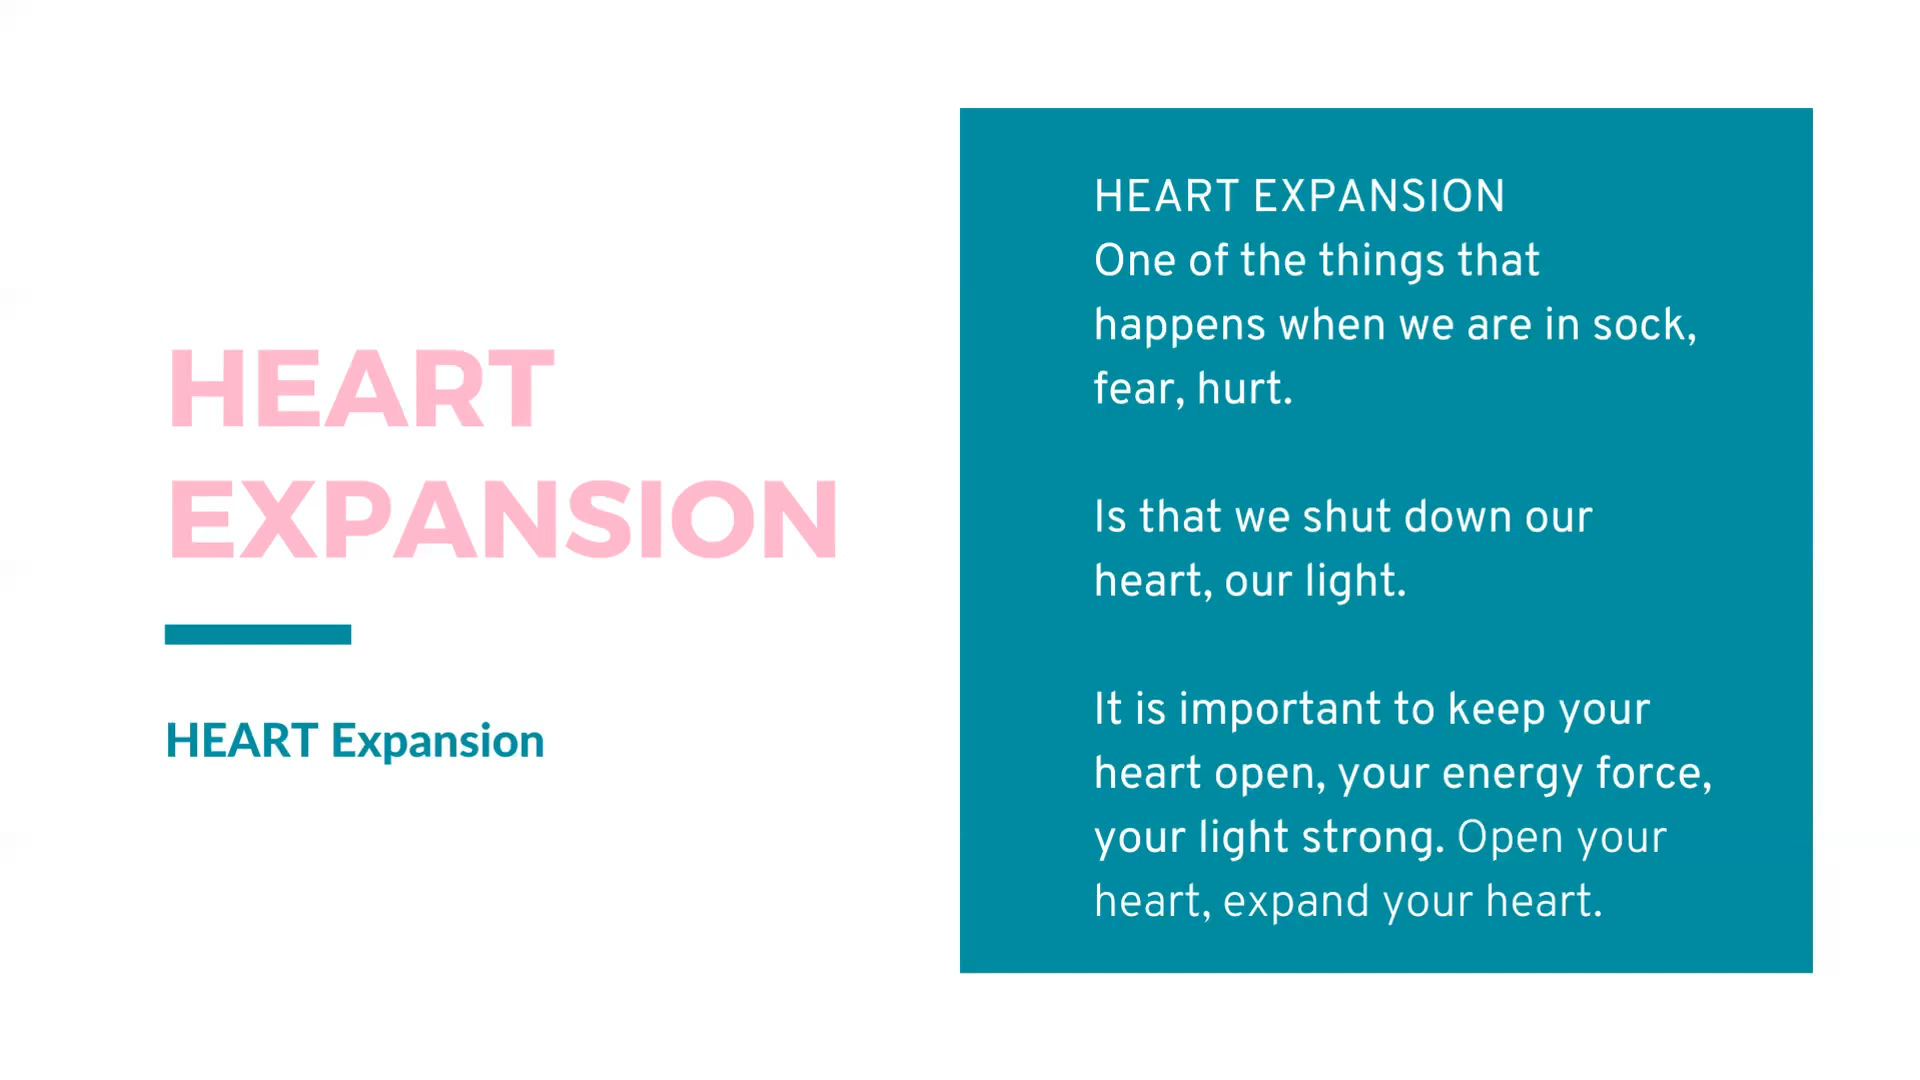 HEART
EXPANSION
HEART Expansion
HEART EXPANSION
One of the things that
happens when we are in sock,
fear, hurt.
Is that we shut down our
heart, our light.
It is important to keep your
heart open, your energy force,
your light strong. Open your
heart, expand your heart.